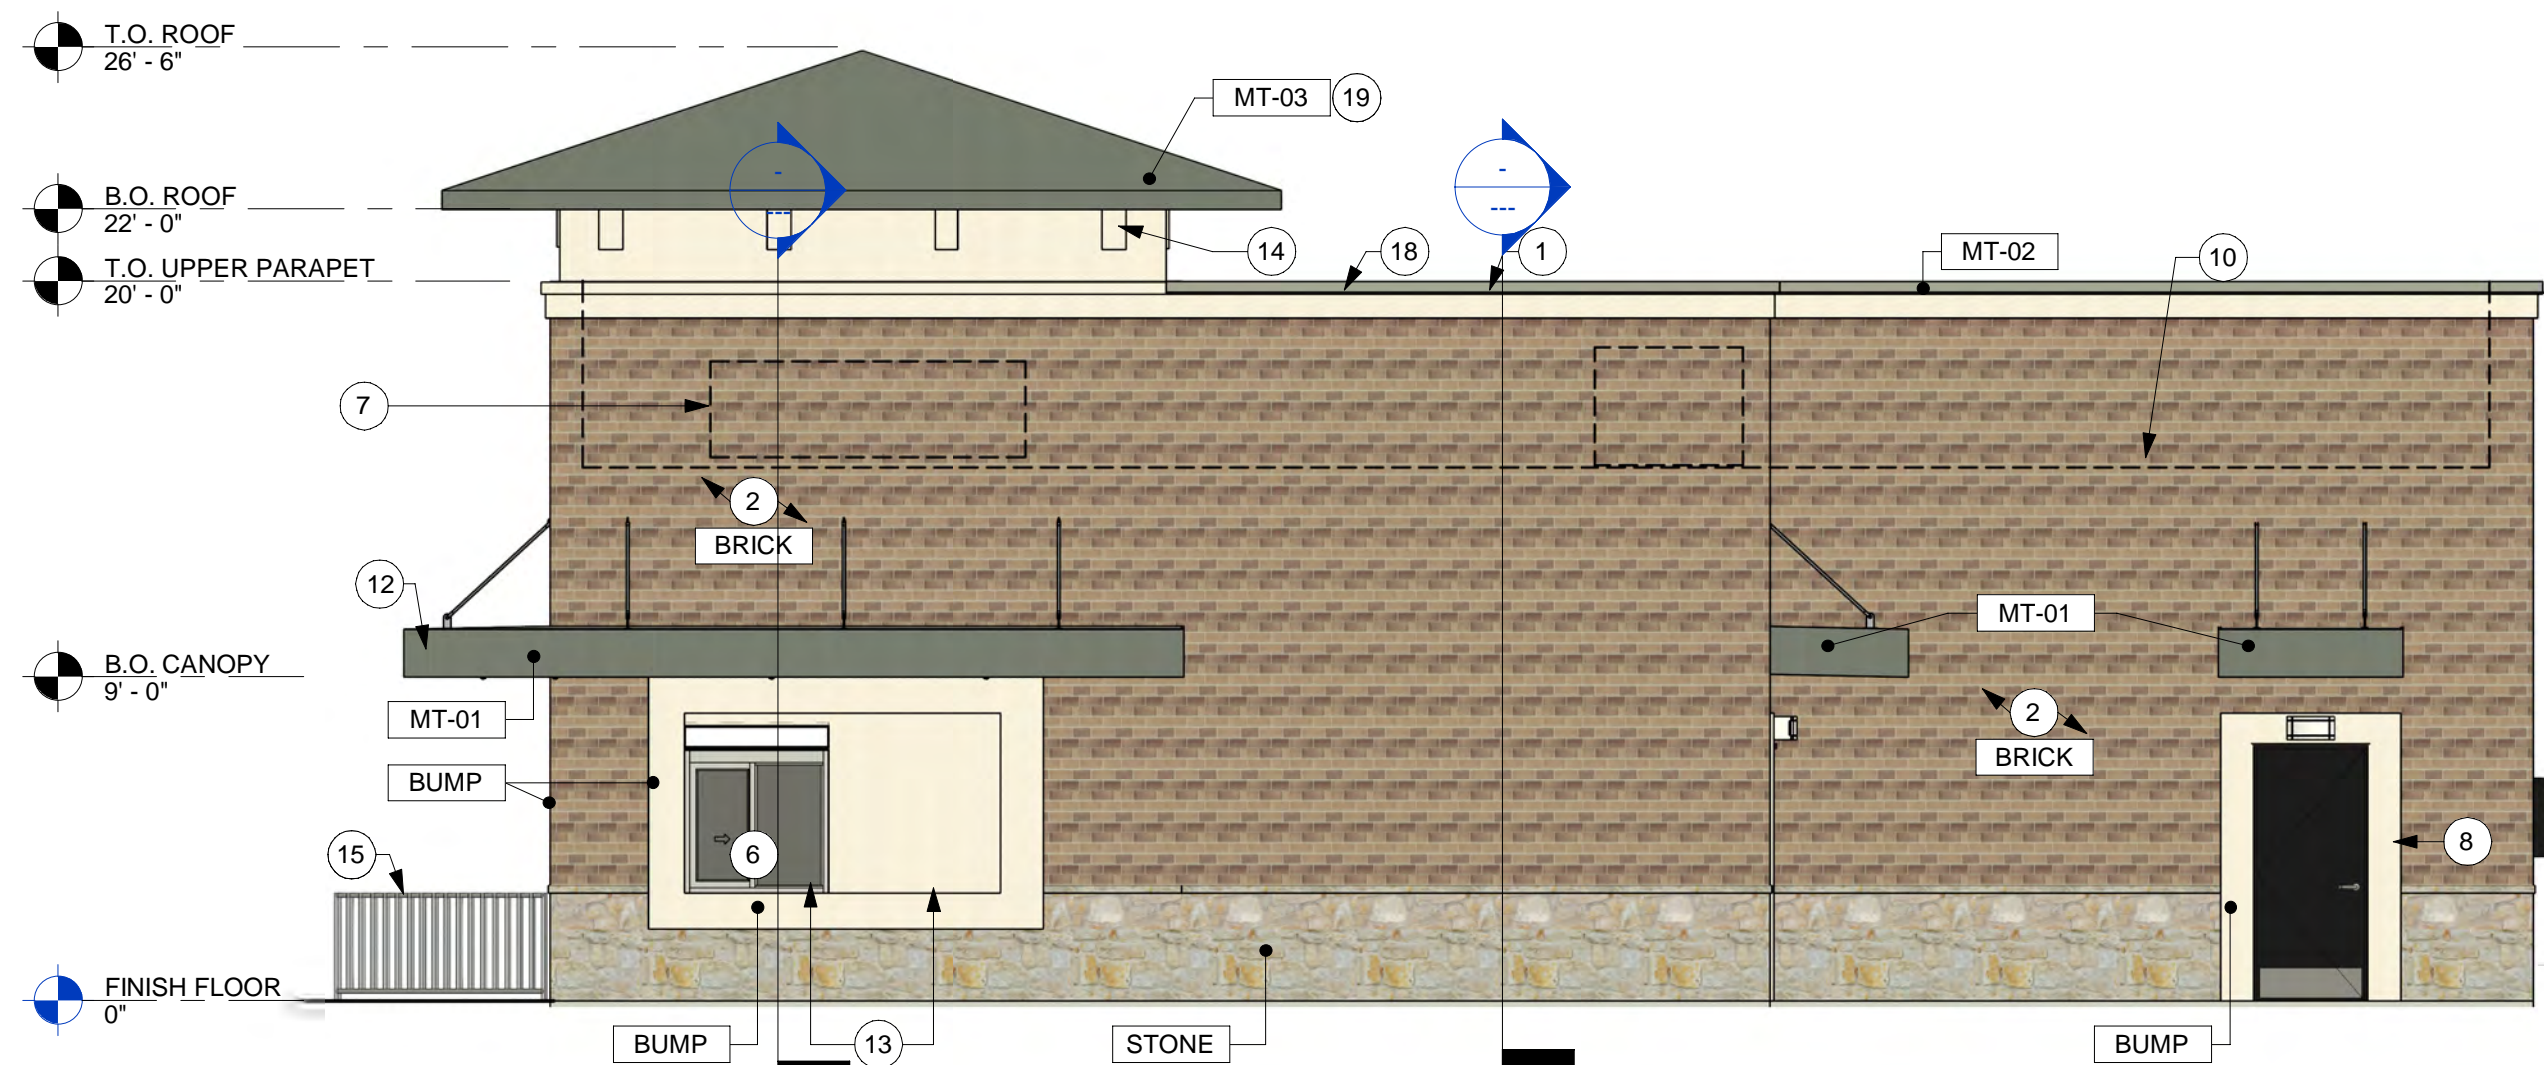 T.O. ROOF
26' - 6"
MT-03
19
B.O. ROOF
22' - 0"
-
---
-
---
14
18
1
MT-02
10
T.O. UPPER PARAPET
20' - 0"
7
2
BRICK
12
MT-01
B.O. CANOPY
9' - 0"
MT-01
2
BRICK
BUMP
6
8
15
FINISH FLOOR
0"
BUMP
13
STONE
BUMP